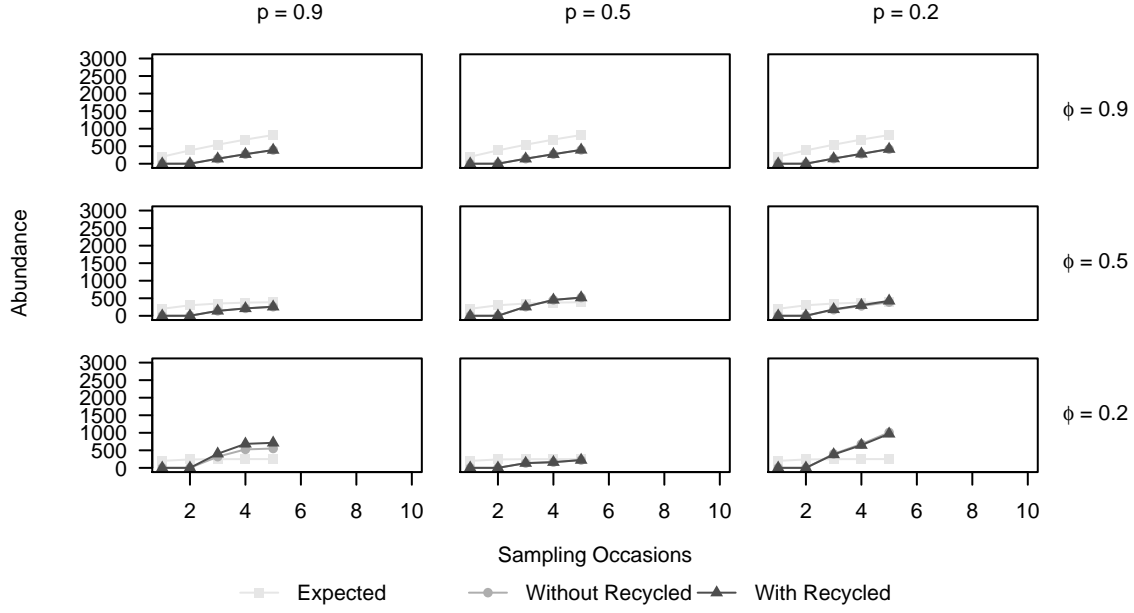 p = 0.9 p = 0.5 p = 0.2
3000
2500
2000
1500
1000
500
0
ϕ = 0.9
3000
2500
2000
1500
1000
500
0
ϕ = 0.5
3000
2500
2000
1500
1000
500
0
ϕ = 0.2
Abundance
2 4 6 8 10 2 4 6 8 10 2 4 6 8 10
Sampling Occasions
Expected Without Recycled With Recycled